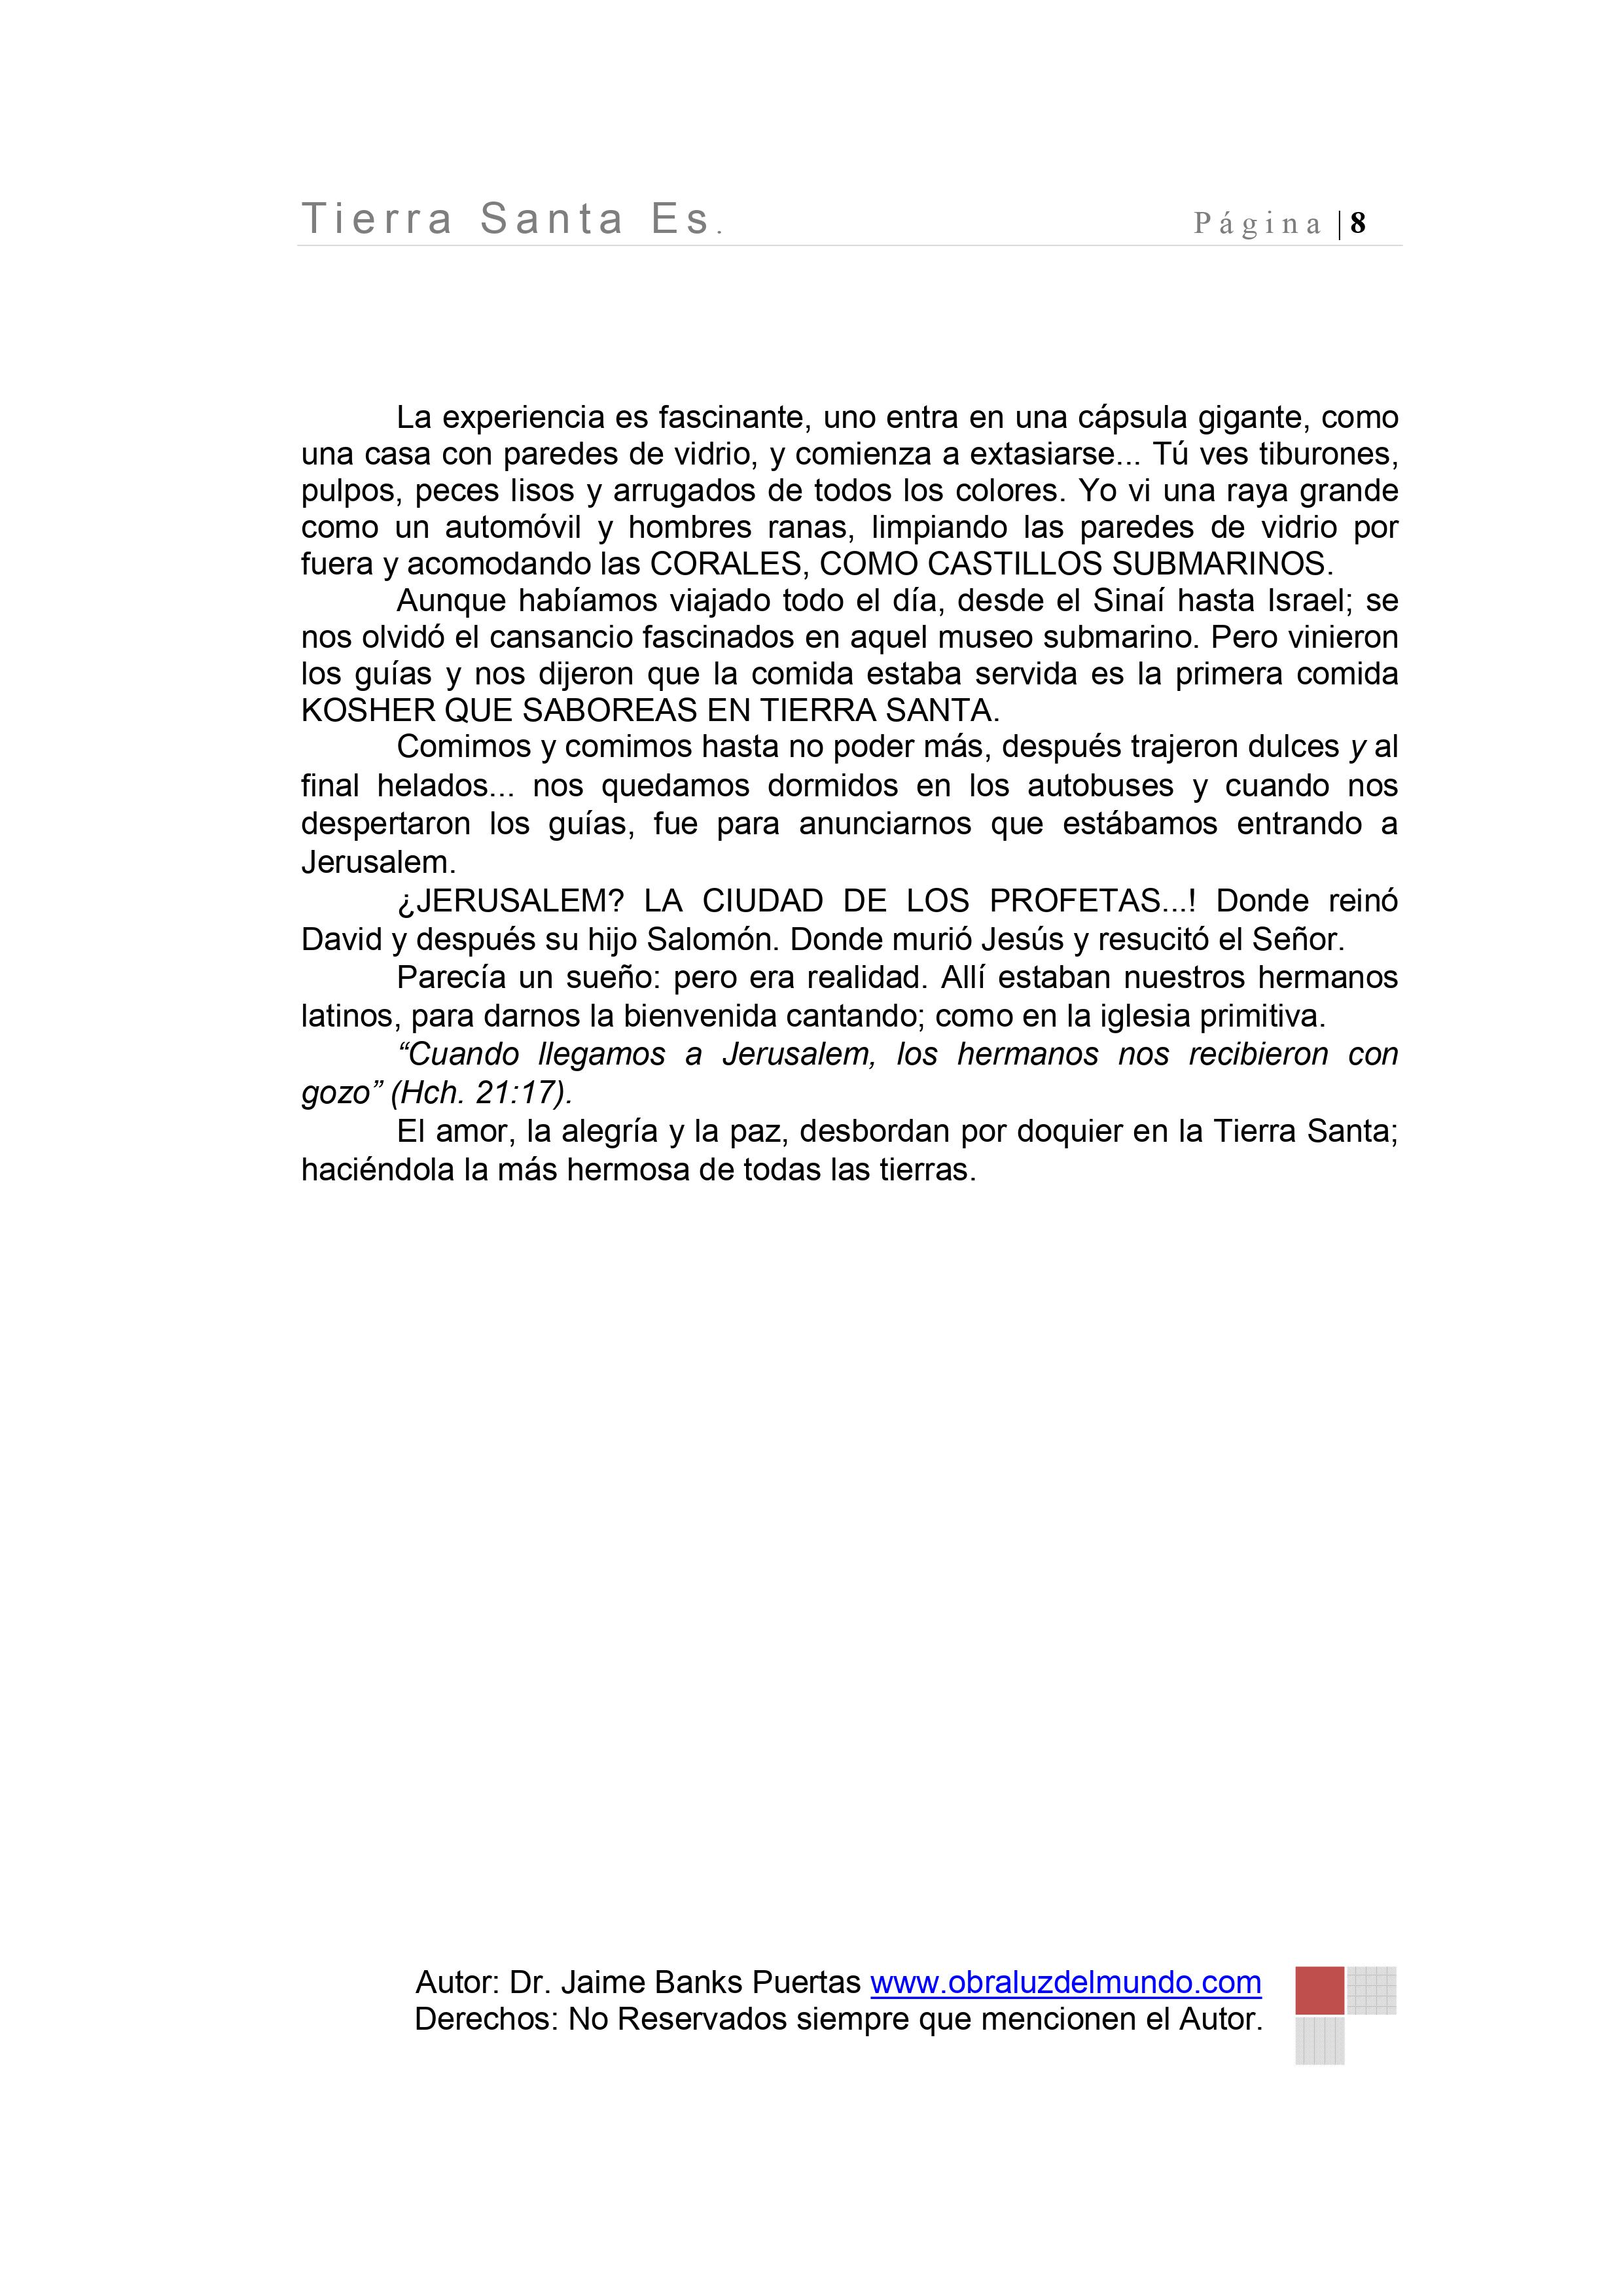 Tierra Santa Es. Página |8
La experiencia es fascinante, uno entra en una cápsula gigante, como
una casa con paredes de vidrio, y comienza a extasiarse... Tú ves tiburones,
pulpos, peces lisos y arrugados de todos los colores. Yo vi una raya grande
como un automóvil y hombres ranas, limpiando las paredes de vidrio por
fuera y acomodando las CORALES, COMO CASTILLOS SUBMARINOS.
Aunque habíamos viajado todo el día, desde el Sinaí hasta Israel; se
nos olvidó el cansancio fascinados en aquel museo submarino. Pero vinieron
los guías y nos dijeron que la comida estaba servida es la primera comida
KOSHER QUE SABOREAS EN TIERRA SANTA.
Comimos y comimos hasta no poder más, después trajeron dulces y al
final helados... nos quedamos dormidos en los autobuses y cuando nos
despertaron los guías, fue para anunciarnos que estábamos entrando a
Jerusalem.
¿JERUSALEM? LA CIUDAD DE LOS PROFETAS...! Donde reinó
David y después su hijo Salomón. Donde murió Jesús y resucitó el Señor.
Parecía un sueño: pero era realidad. Allí estaban nuestros hermanos
latinos, para darnos la bienvenida cantando; como en la iglesia primitiva.
“Cuando llegamos a Jerusalem, los hermanos nos recibieron con
gozo” (Hch. 21:17).
El amor, la alegría y la paz, desbordan por doquier en la Tierra Santa;
haciéndola la más hermosa de todas las tierras.
Autor: Dr. Jaime Banks Puertas www.obraluzdelmundo.com
Derechos: No Reservados siempre que mencionen el Autor.